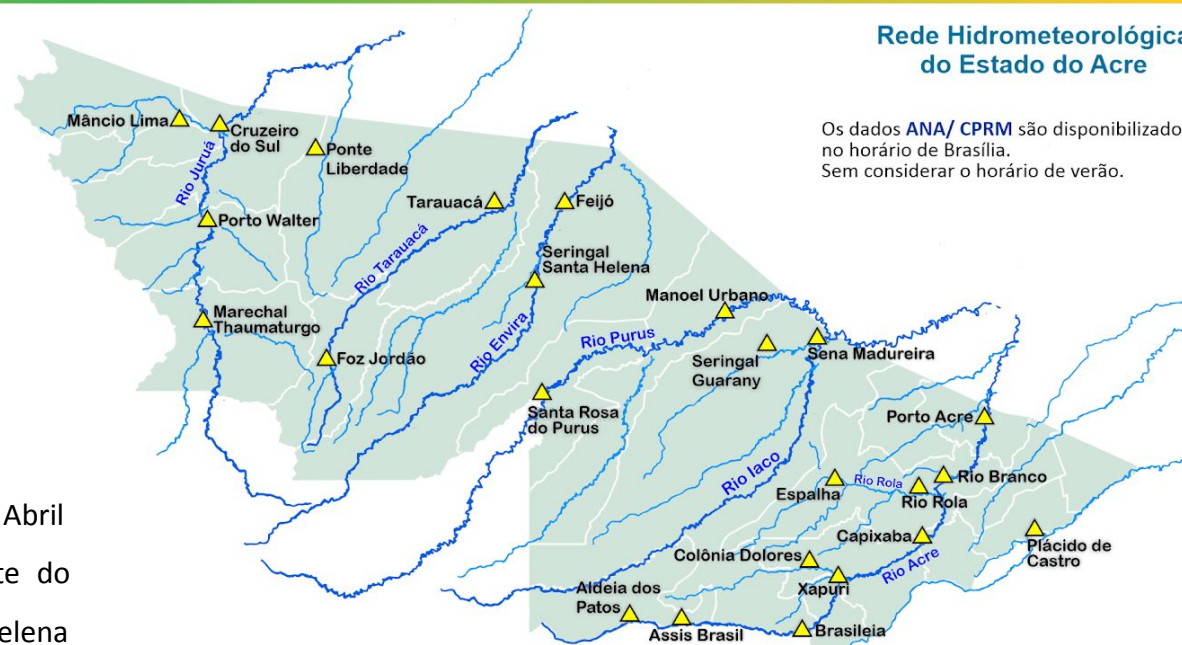 Rede Hidrometeorológica
do Estado do Acre
Os dados ANA/ CPRM são disponibilizado
no horário de Brasília.
Sem considerar o horário de verão.
Mâncio Lima
Cruzeiro
do Sul
Ponte
Liberdade
Rio Juruá
Porto Walter
Tarauacá
Feijó
Rio Tarauacá
Seringal
Santa Helena
Marechal
Thaumaturgo
Foz Jordão
Rio Envira
Manoel Urbano
Rio Purus
Seringal
Guarany
Sena Madureira
Santa Rosa
do Purus
Porto Acre
Rio Iaco
Espalha
Rio Rola
Rio Rola
Rio Branco
Capixaba
Plácido de
Castro
Colônia Dolores
Rio Acre
Xapuri
Aldeia dos
Patos
Assis Brasil
Brasileia
Abril
te do
elena